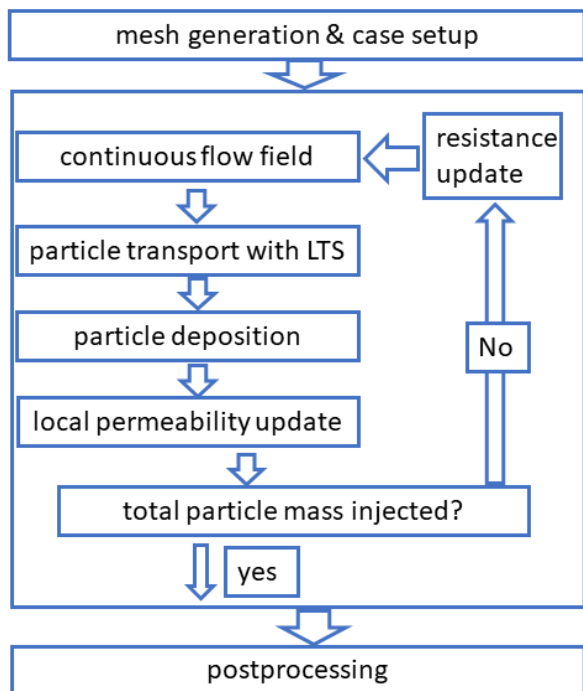 mesh generation & case setup
resistance
update
continuous flow field
particle transport with LTS
particle deposition
No
local permeability update
total particle mass injected?
yes
postprocessing